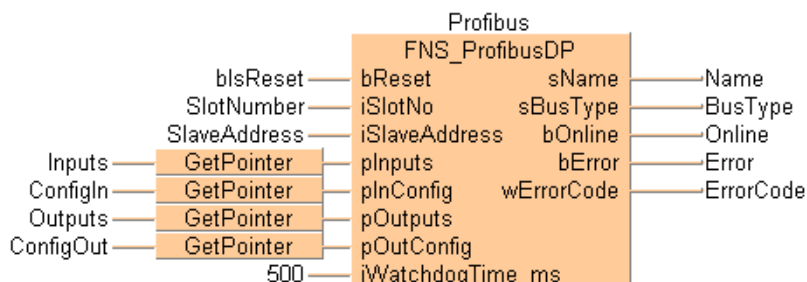 Profibus
FNS_ProfibusDP
bIsReset bReset sName Name
SlotNumber iSlotNo sBusType BusType
SlaveAddress iSlaveAddress bOnline Online
Inputs GetPointer pInputs bError Error
ConfigIn GetPointer pInConfig wErrorCode ErrorCode
Outputs GetPointer pOutputs
ConfigOut GetPointer pOutConfig
500 iWatchdogTime_ms